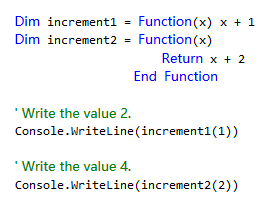 Dim increment1 = Function(x) x + 1
Dim increment2 = Function(x)
Return x + 2
End Function
' Write the value 2.
Console.WriteLine(increment1(1))
' Write the value 4.
Console.WriteLine(increment2(2))